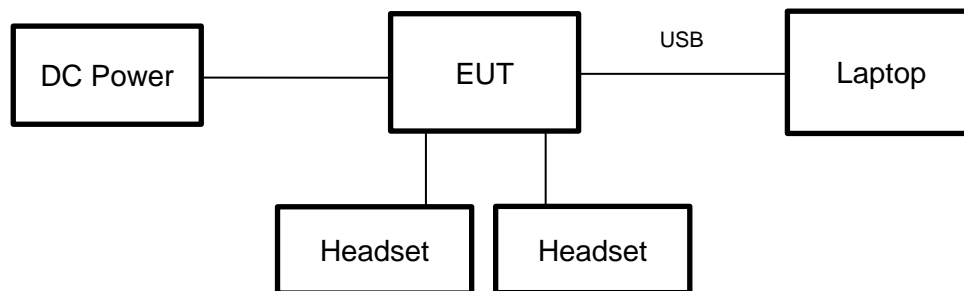 USB
DC Power
EUT
Laptop
Headset
Headset